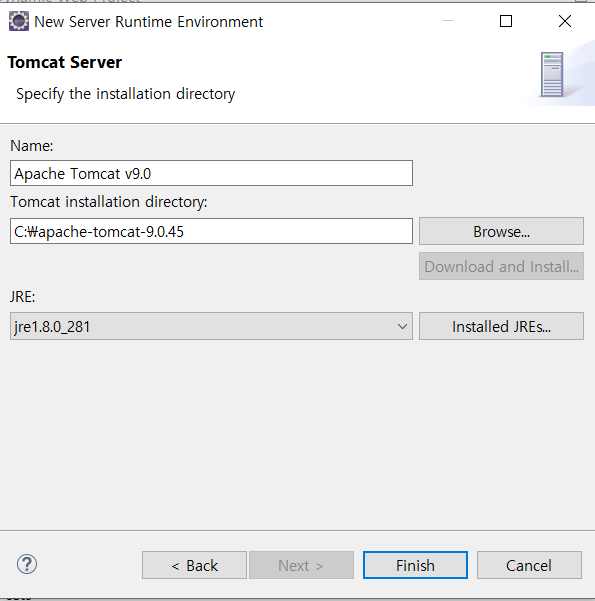 New Server Runtime Environment
Tomcat Server
Specify the installation directory
Name:
Apache Tomcat v9.0
Tomcat installation directory:
C:₩apache-tomcat-9.0.45
Browse...
Download and Install...
JRE:
jre1.8.0_281
Installed JREs...
?
< Back
Next >
Finish
Cancel